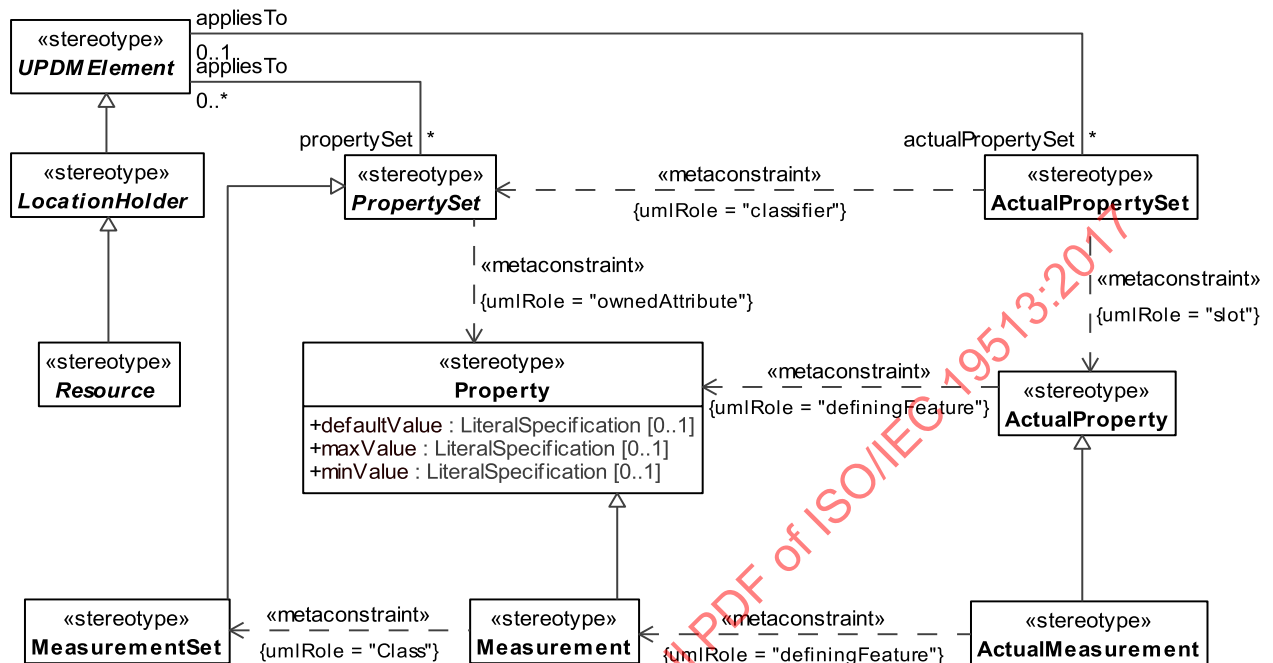 appliesTo
«stereotype»
UPDMElement
0..1
appliesTo
0..*
propertySet *
actualPropertySet *
«stereotype»
LocationHolder
«stereotype»
PropertySet
«metaconstraint»
{umlRole = "classifier"}
«stereotype»
ActualPropertySet
«metaconstraint»
{umlRole = "ownedAttribute"}
«metaconstraint»
{umlRole = "slot"}
«stereotype»
Resource
«stereotype»
Property
+defaultValue : LiteralSpecification [0..1]
+maxValue : LiteralSpecification [0..1]
+minValue : LiteralSpecification [0..1]
«metaconstraint»
{umlRole = "definingFeature"}
«stereotype»
ActualProperty
«stereotype»
MeasurementSet
«metaconstraint»
{umlRole = "Class"}
«stereotype»
Measurement
«metaconstraint»
{umlRole = "definingFeature"}
«stereotype»
ActualMeasurement
PDF of ISO/IEC 19513:2017